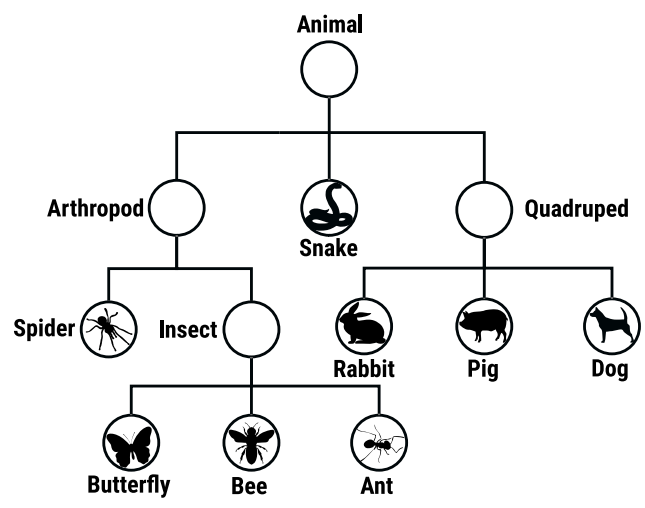 Animal
Arthropod
Quadruped
Snake
Spider
Insect
Rabbit
Pig
Dog
Butterfly
Bee
Ant